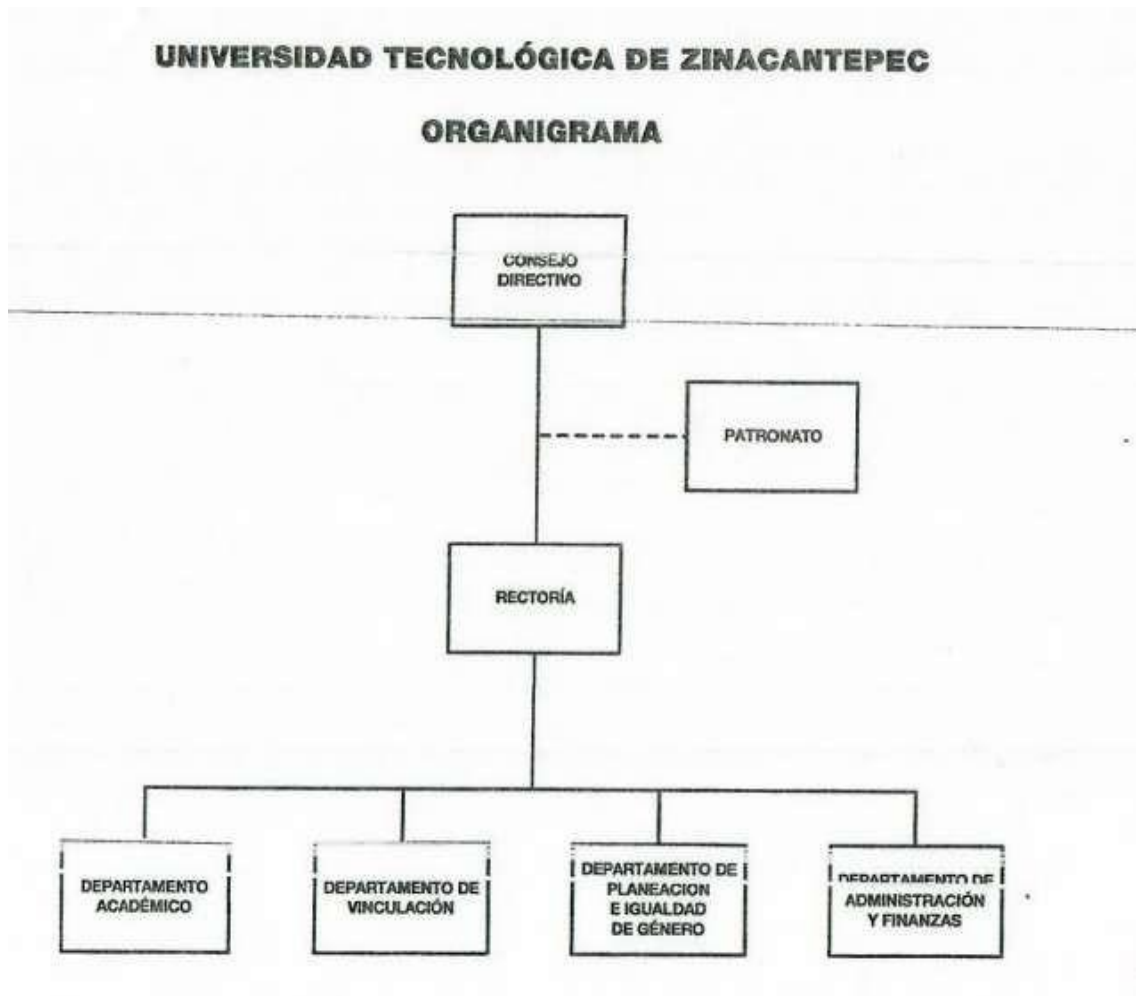 UNIVERSIDAD TECNOLÓGICA DE ZINACANTEPEC
ORGANIGRAMA
CONSEJO
DIRECTIVO
PATRONATO
RECTORÍA
DEPARTAMENTO
ACADÉMICO
DEPARTAMENTO DE
VINCULACIÓN
DEPARTAMENTO DE
PLANEACION
E IGUALDAD
DE GÉNERO
DEPARTAMENTO DE
ADMINISTRACIÓN
Y FINANZAS